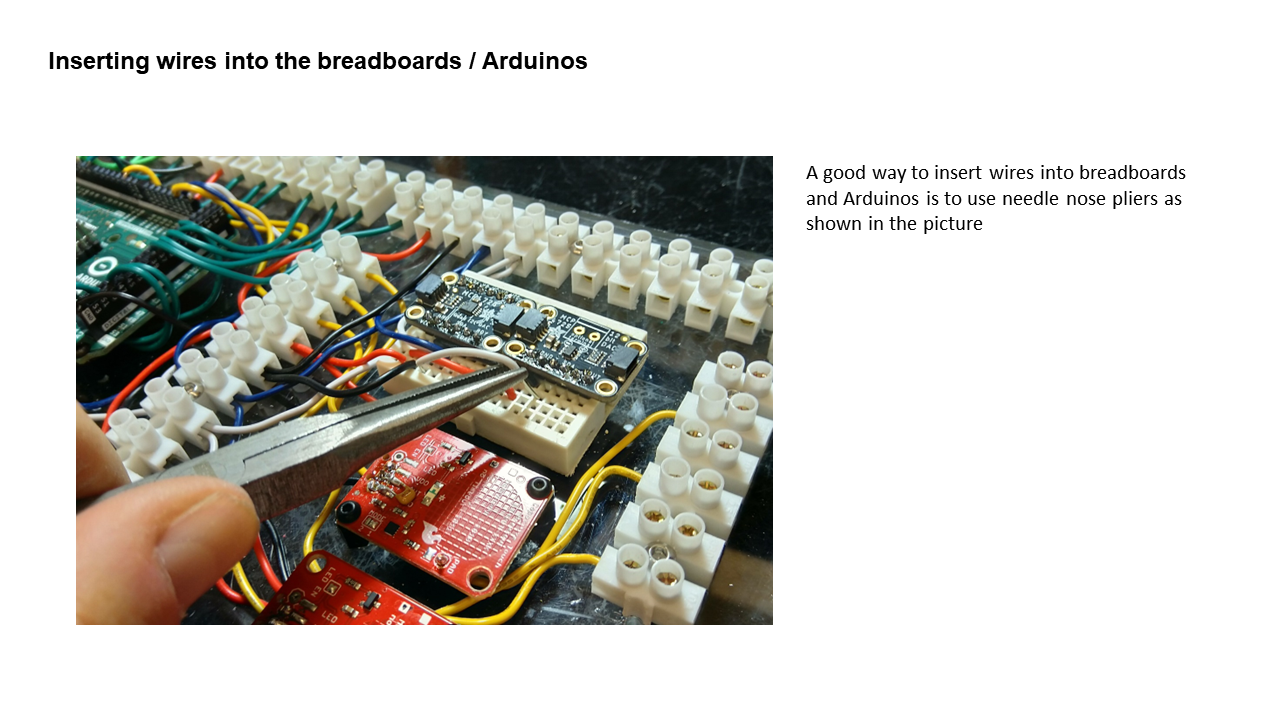 Inserting wires into the breadboards / Arduinos
A good way to insert wires into breadboards
and Arduinos is to use needle nose pliers as
shown in the picture